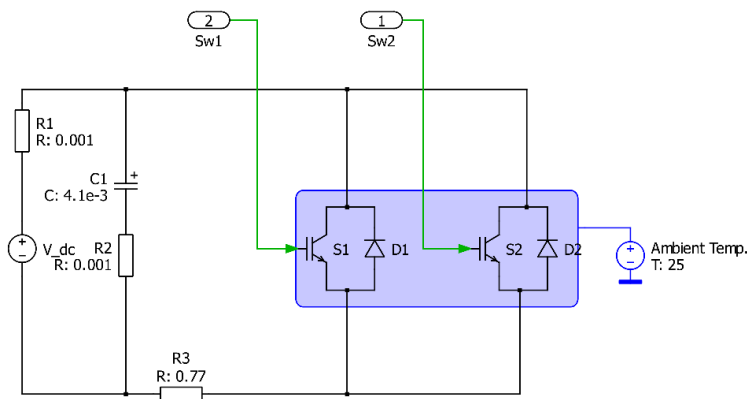 2
Sw1
1
Sw2
R1
R: 0.001
C1
+
C: 4.1e-3
+
−
V_dc
R2
R: 0.001
S1
D1
S2
D2
+
−
Ambient Temp.
T: 25
R3
R: 0.77